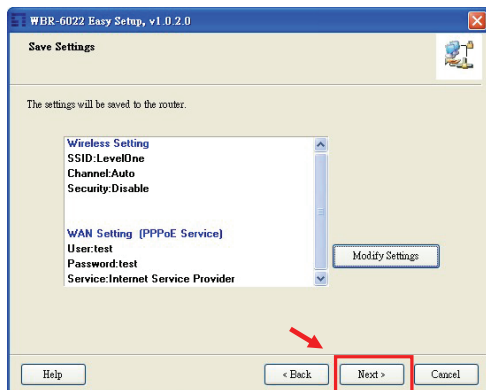 WBR-6022 Easy Setup, v1.0.2.0
Save Settings
The settings will be saved to the router.
Wireless Setting
SSID:LevelOne
Channel:Auto
Security:Disable
WAN Setting (PPPoE Service)
User:test
Password:test
Service:Internet Service Provider
Modify Settings
Help
< Back
Next >
Cancel